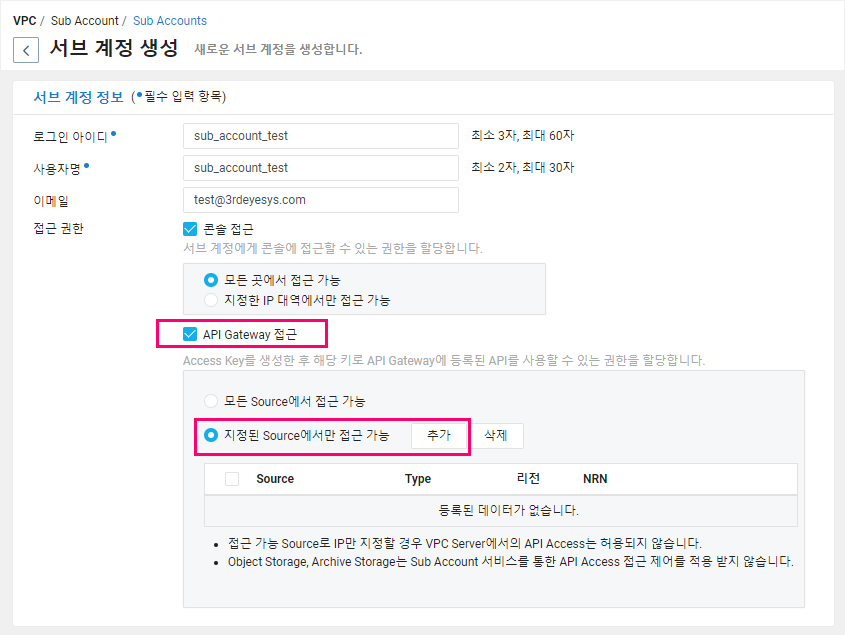 VPC / Sub Account / Sub Accounts
< 서브 계정 생성 새로운 서브 계정을 생성합니다.
서브 계정 정보 (•필수 입력 항목)
로그인 아이디• sub_account_test 최소 3자, 최대 60자
사용자명• sub_account_test 최소 2자, 최대 30자
이메일 test@3rdeyesys.com
접근 권한 콘솔 접근
서브 계정에게 콘솔에 접근할 수 있는 권한을 할당합니다.
모든 곳에서 접근 가능
지정한 IP 대역에서만 접근 가능
API Gateway 접근
Access Key를 생성한 후 해당 키로 API Gateway에 등록된 API를 사용할 수 있는 권한을 할당합니다.
모든 Source에서 접근 가능
지정된 Source에서만 접근 가능 추가 삭제
Source Type 리전 NRN
등록된 데이터가 없습니다.
• 접근 가능 Source로 IP만 지정할 경우 VPC Server에서의 API Access는 허용되지 않습니다.
• Object Storage, Archive Storage는 Sub Account 서비스를 통한 API Access 접근 제어를 적용 받지 않습니다.